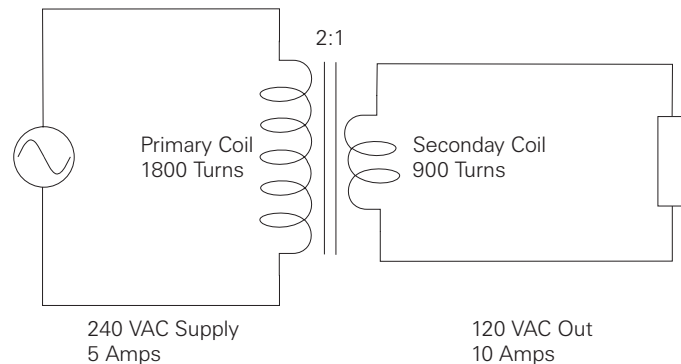 2:1
Primary Coil
1800 Turns
Seconday Coil
900 Turns
240 VAC Supply
5 Amps
120 VAC Out
10 Amps